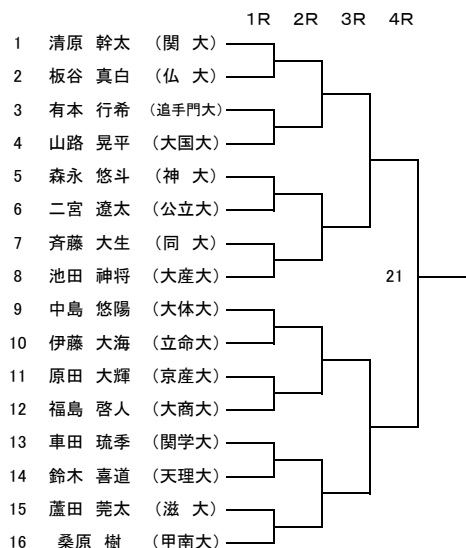 1R 2R 3R 4R
1 清原 幹太 (関 大)
2 板谷 真白 (仏 大)
3 有本 行希 (追手門大)
4 山路 晃平 (大国大)
5 森永 悠斗 (神 大)
6 二宮 遼太 (公立大)
7 斉藤 大生 (同 大)
8 池田 神将 (大産大)
21
9 中島 悠陽 (大体大)
10 伊藤 大海 (立命大)
11 原田 大輝 (京産大)
12 福島 啓人 (大商大)
13 車田 琉季 (関学大)
14 鈴木 喜道 (天理大)
15 蘆田 莞太 (滋 大)
16 桑原 樹 (甲南大)